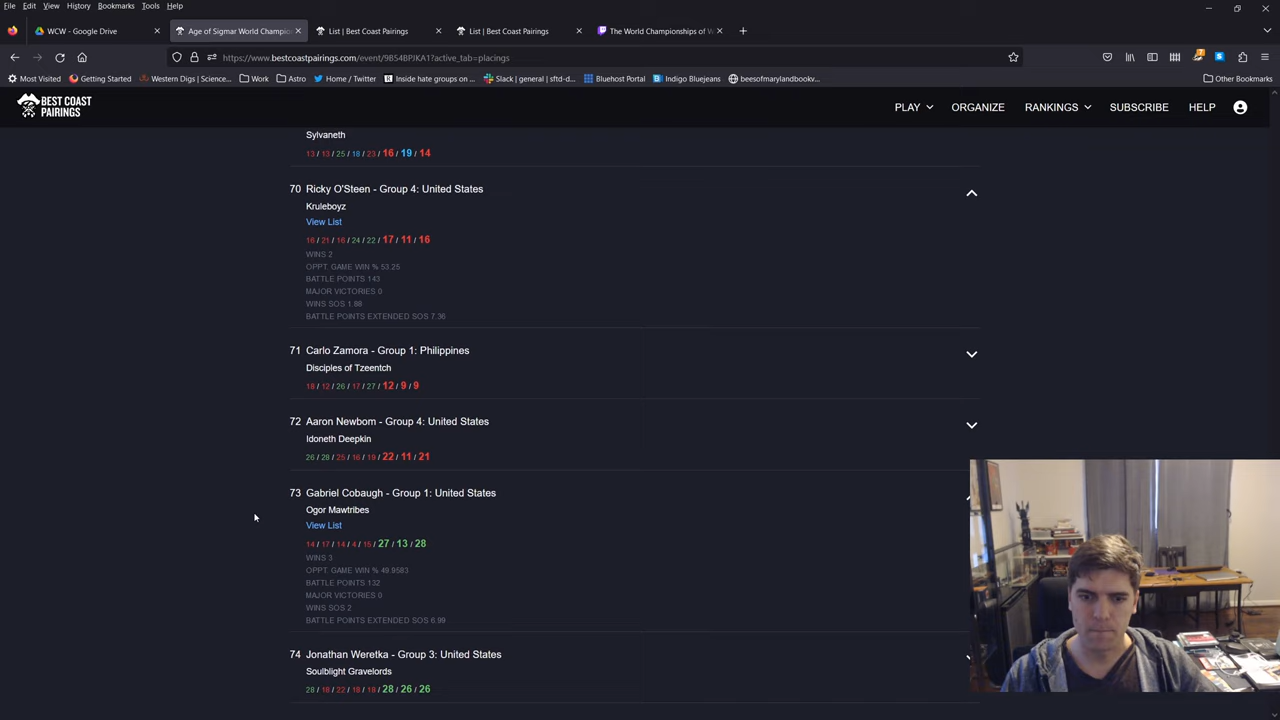 File Edit View History Bookmarks Tools Help
WCW - Google Drive
Age of Sigmar World Champio
List | Best Coast Pairings
List | Best Coast Pairings
The World Championships of W
https://www.bestcoastpairings.com/event/9BS4BPJKA1?active_tab=placings
Most Visited Getting Started Western Digs | Science... Work Astro Home / Twitter Inside hate groups on ... Slack | general | sftd-d... Bluehost Portal Indigo Bluejeans beesofmarylandbookv... Other Bookmarks
BEST COAST
PAIRINGS
PLAY ORGANIZE RANKINGS SUBSCRIBE HELP
Sylvaneth
13 / 13 / 25 / 18 / 23 / 16 / 19 / 14
70 Ricky O'Steen - Group 4: United States
Kruleboyz
View List
16 / 21 / 16 / 24 / 22 / 17 / 11 / 16
WINS 2
OPPT. GAME WIN % 53.25
BATTLE POINTS 143
MAJOR VICTORIES 0
WINS SOS 1.88
BATTLE POINTS EXTENDED SOS 7.36
71 Carlo Zamora - Group 1: Philippines
Disciples of Tzeentch
18 / 12 / 26 / 17 / 27 / 12 / 9 / 9
72 Aaron Newbom - Group 4: United States
Idoneth Deepkin
26 / 28 / 25 / 16 / 19 / 22 / 11 / 21
73 Gabriel Cobaugh - Group 1: United States
Ogor Mawtribes
View List
14 / 17 / 14 / 4 / 15 / 27 / 13 / 28
WINS 3
OPPT. GAME WIN % 49.9583
BATTLE POINTS 132
MAJOR VICTORIES 0
WINS SOS 2
BATTLE POINTS EXTENDED SOS 6.99
74 Jonathan Weretka - Group 3: United States
Soulblight Gravelords
28 / 18 / 22 / 18 / 18 / 28 / 26 / 26